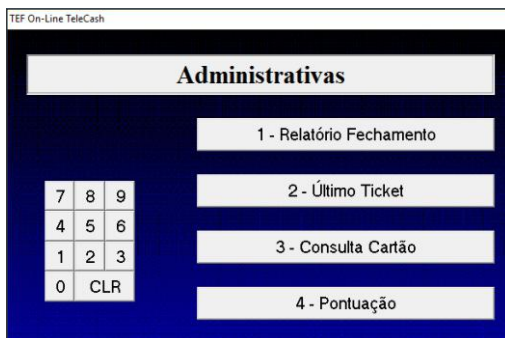 TEF On-Line TeleCash
Administrativas
1 - Relatório Fechamento
2 - Último Ticket
3 - Consulta Cartão
4 - Pontuação
7 8 9
4 5 6
1 2 3
0 CLR